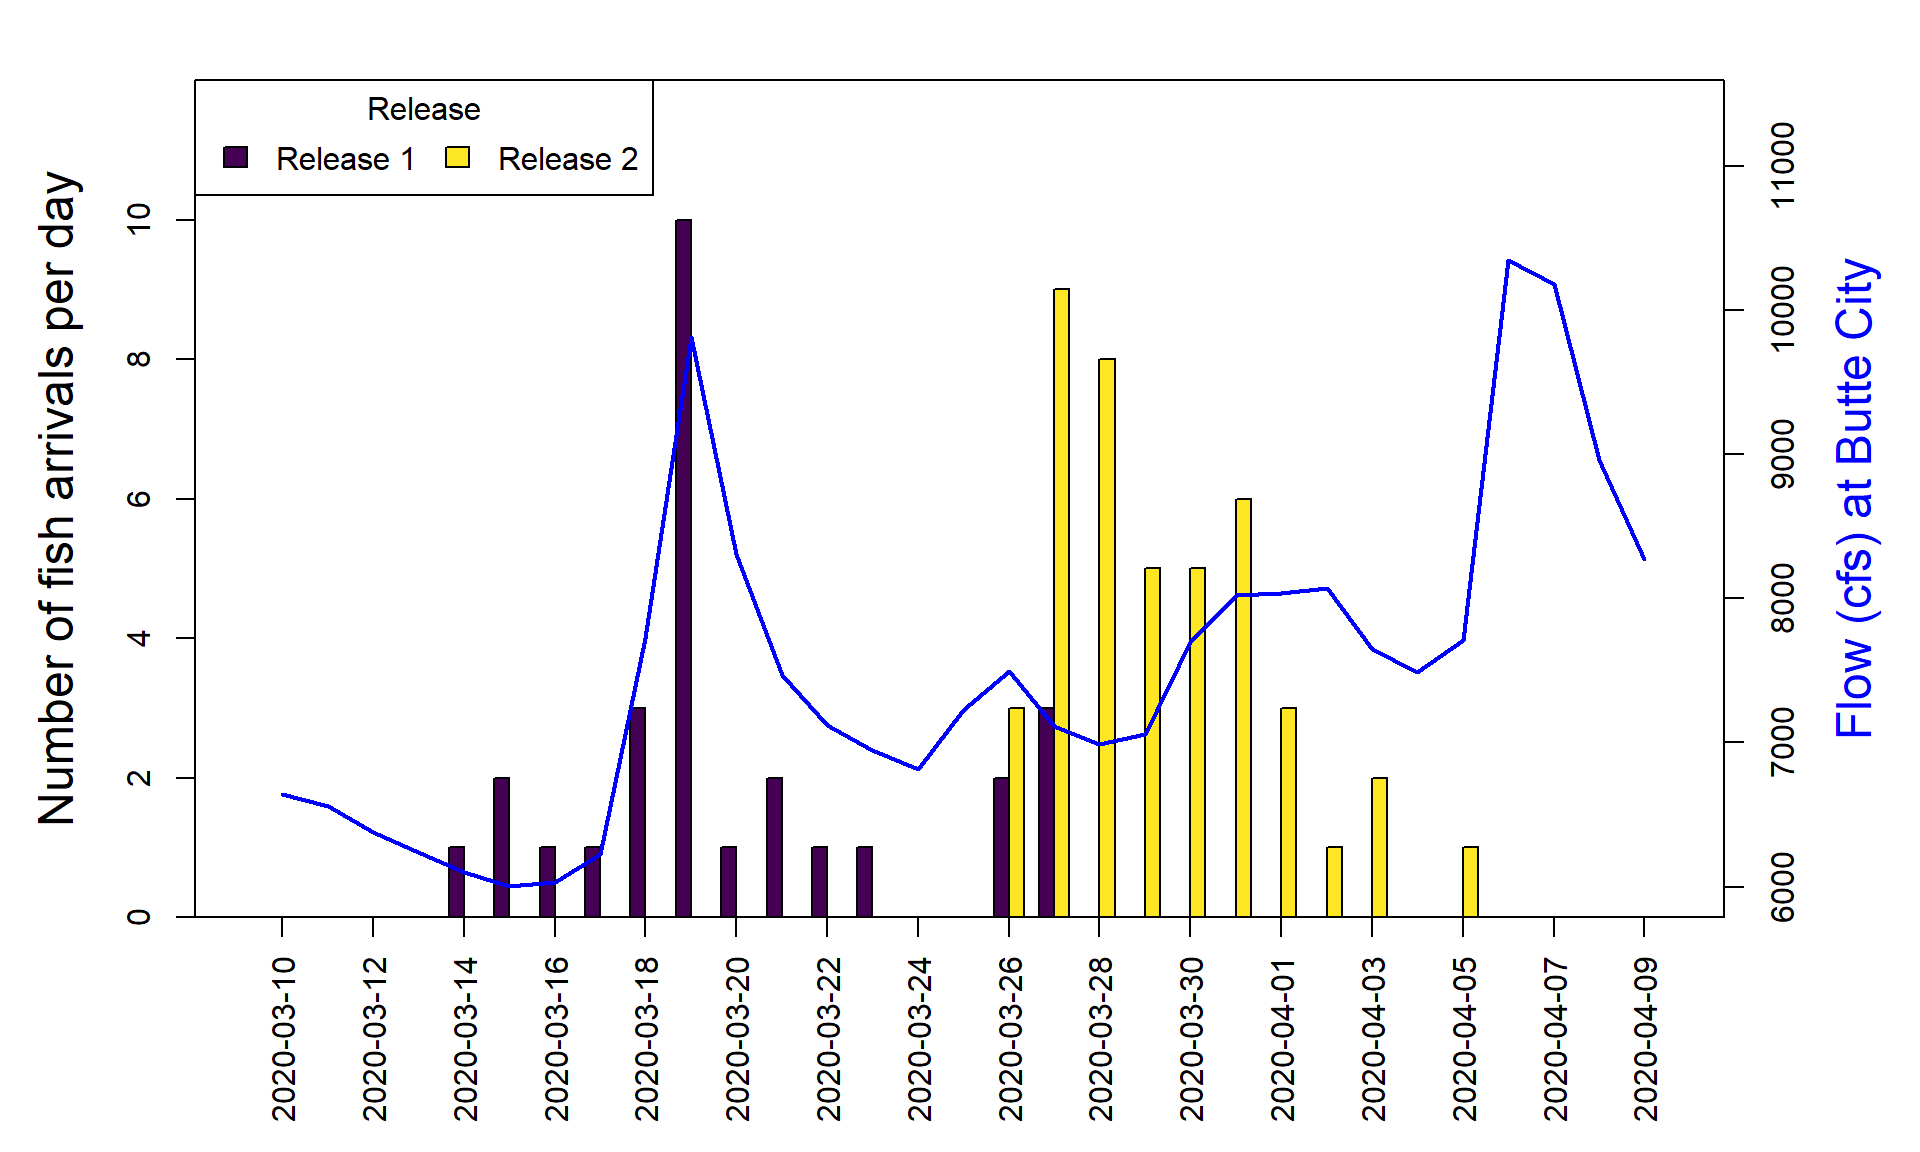 Release
Release 1 Release 2
Number of fish arrivals per day
0 2 4 6 8 10
2020-03-10 2020-03-12 2020-03-14 2020-03-16 2020-03-18 2020-03-20 2020-03-22 2020-03-24 2020-03-26 2020-03-28 2020-03-30 2020-04-01 2020-04-03 2020-04-05 2020-04-07 2020-04-09
6000 7000 8000 9000 10000 11000
Flow (cfs) at Butte City